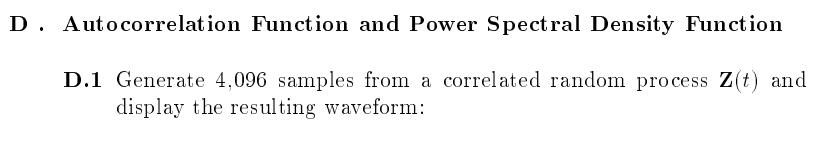 D . Autocorrelation Function and Power Spectral Density Function
D.1 Generate 4,096 samples from a correlated random process Z(t) and
display the resulting waveform: